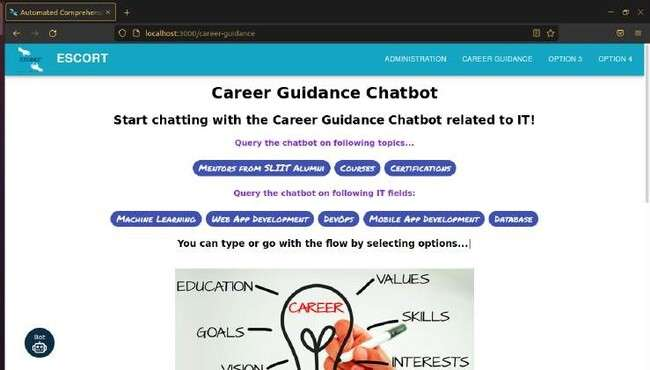 Automated Comprehen
localhost:3000/career-guidance
ESCORT
ADMINISTRATION CAREER GUIDANCE OPTION 3 OPTION 4
Career Guidance Chatbot
Start chatting with the Career Guidance Chatbot related to IT!
Query the chatbot on following topics...
Mentors from SLIIT Alumni Courses Certifications
Query the chatbot on following IT fields:
Machine Learning Web App Development DevOps Mobile App Development Database
You can type or go with the flow by selecting options...
EDUCATION VALUES
CAREER
GOALS SKILLS
VISION INTERESTS
Bot